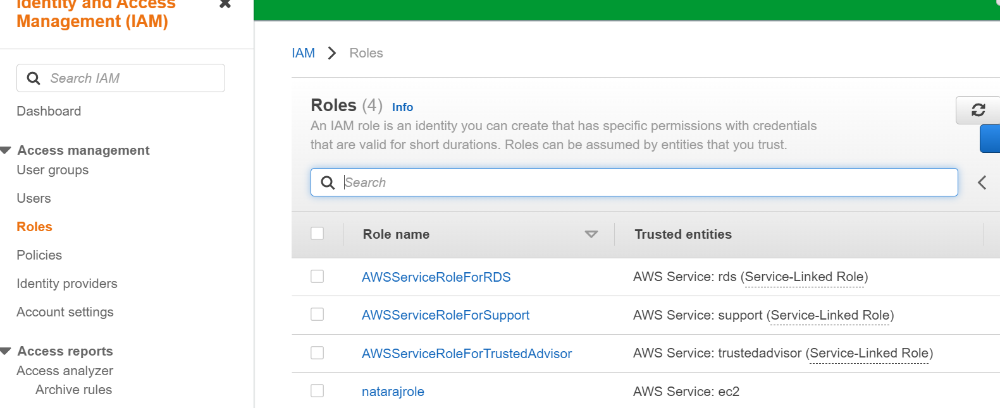 Identity and Access
Management (IAM)
Search IAM
Dashboard
Access management
User groups
Users
Roles
Policies
Identity providers
Account settings
Access reports
Access analyzer
Archive rules
IAM > Roles
Roles (4) Info
An IAM role is an identity you can create that has specific permissions with credentials
that are valid for short durations. Roles can be assumed by entities that you trust.
Search
Role name Trusted entities
AWSServiceRoleForRDS AWS Service: rds (Service-Linked Role)
AWSServiceRoleForSupport AWS Service: support (Service-Linked Role)
AWSServiceRoleForTrustedAdvisor AWS Service: trustedadvisor (Service-Linked Role)
natarajrole AWS Service: ec2